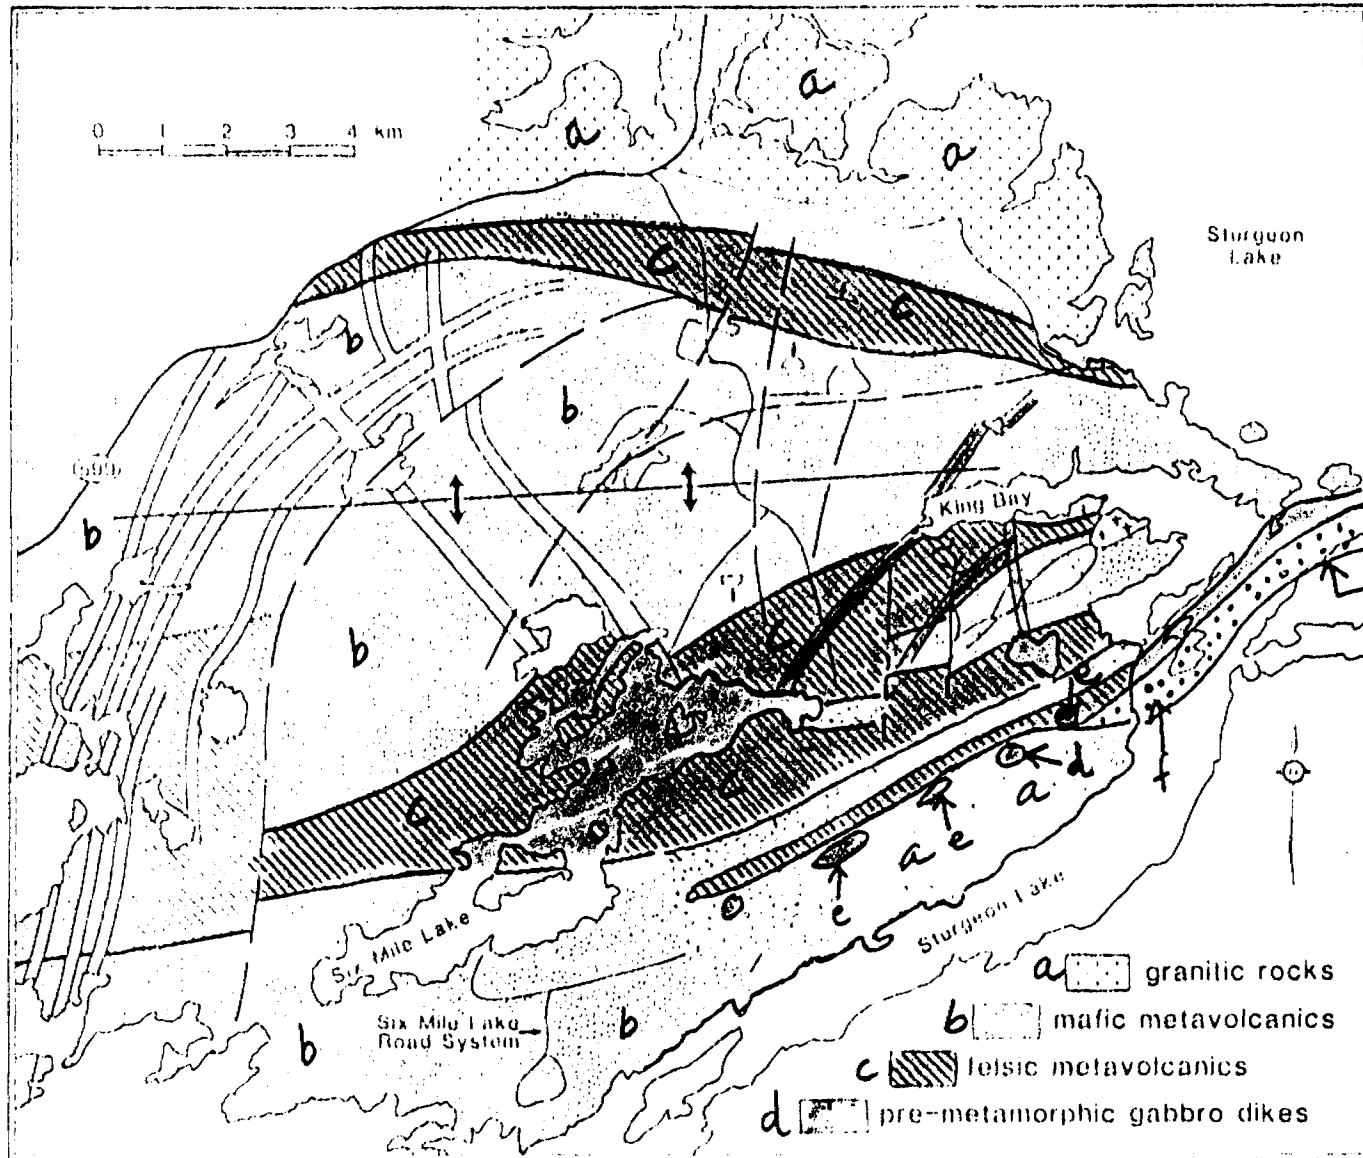 a
a
a
0 1 2 3 4 km
Sturgeon
Lake
c
c
b
b
(599)
b
King Bay
b
c
c
e
d
a
f
a e
e
Six Mile Lake
Sturgeon Lake
Six Mile Lake
Road System
b
b
a granitic rocks
b mafic metavolcanics
c felsic metavolcanics
d pre-metamorphic gabbro dikes